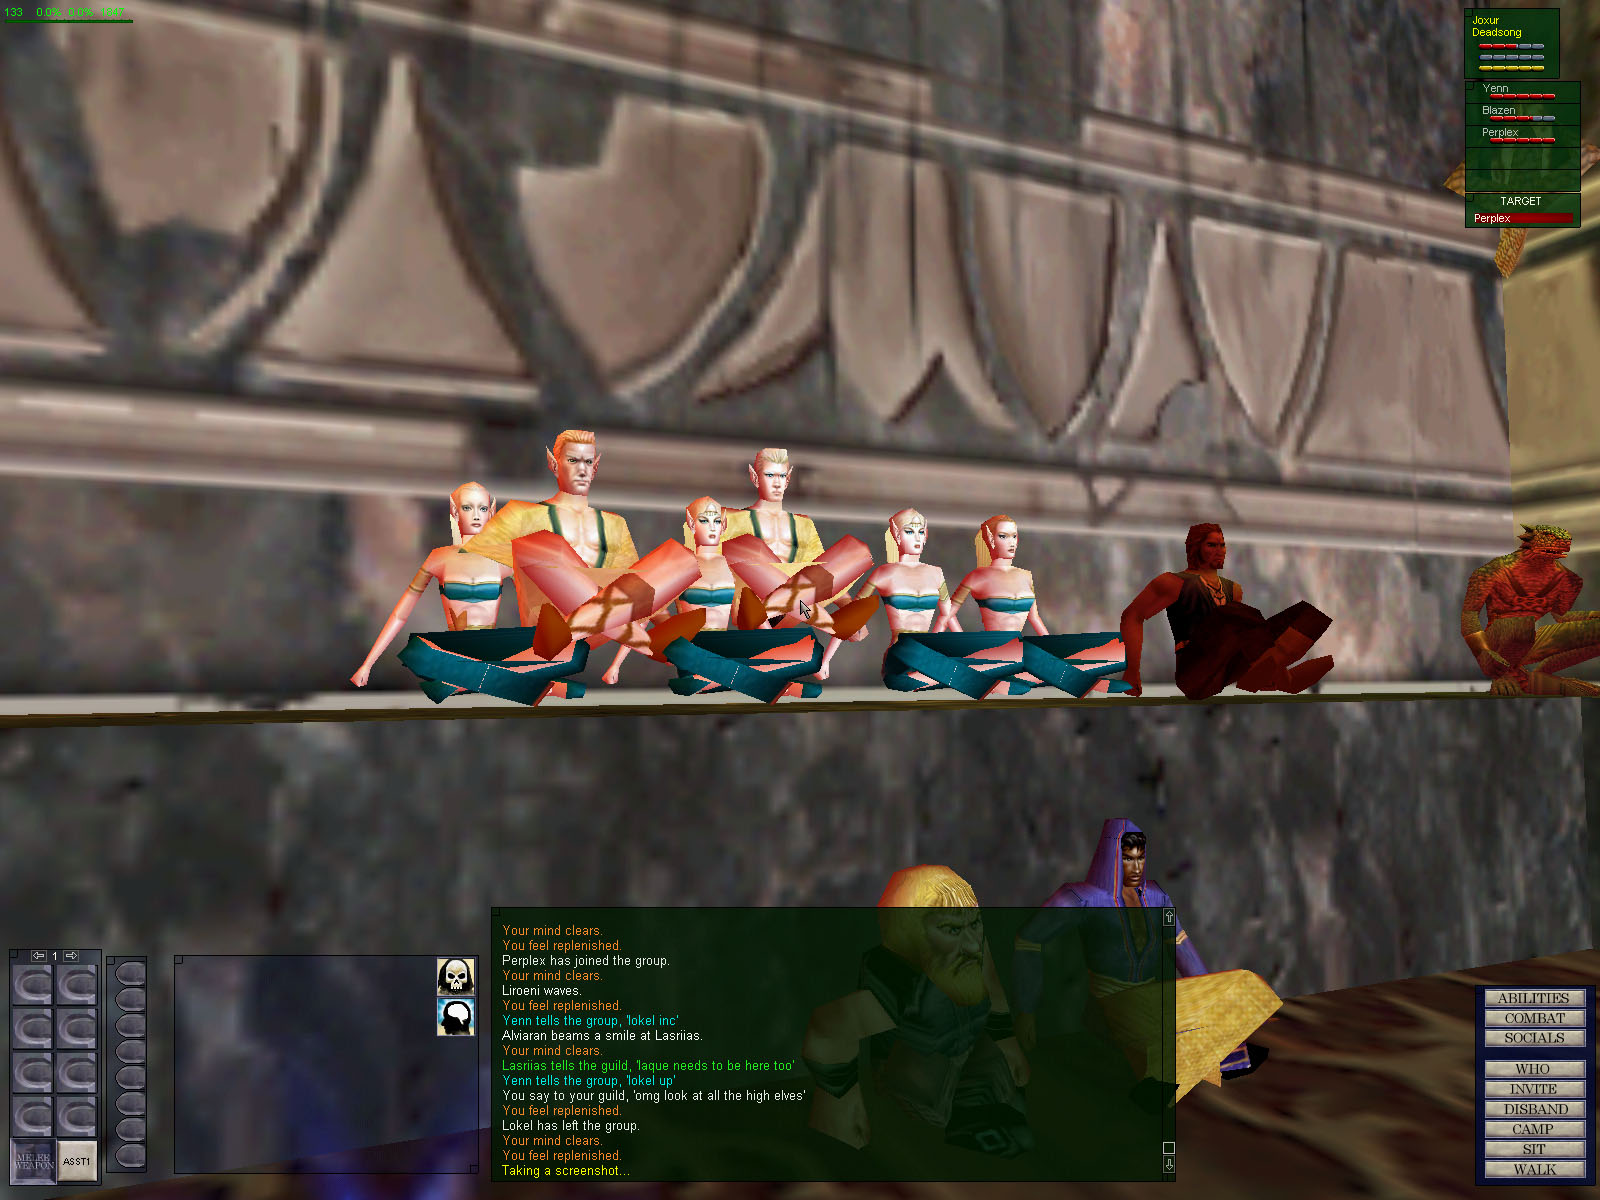 133 0.0% 0.0%
Joxur
Deadsong
Yenn
Blazen
Perplex
TARGET
Perplex
Your mind clears.
You feel replenished.
Perplex has joined the group.
Your mind clears.
Liroeni waves.
You feel replenished.
Yenn tells the group, 'lokel inc'
Alviaran beams a smile at Lasriias.
Your mind clears.
Lasriias tells the guild, 'laque needs to be here too'
Yenn tells the group, 'lokel up'
You say to your guild, 'omg look at all the high elves'
You feel replenished.
Lokel has left the group.
Your mind clears.
You feel replenished.
Taking a screenshot...
1
MELEE
WEAPON
ASST1
ABILITIES
COMBAT
SOCIALS
WHO
INVITE
DISBAND
CAMP
SIT
WALK